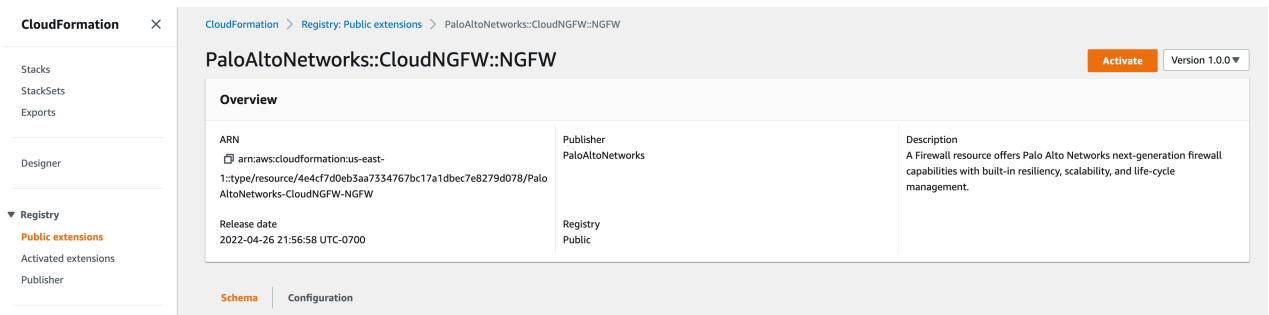 CloudFormation
CloudFormation > Registry: Public extensions > PaloAltoNetworks::CloudNGFW::NGFW
PaloAltoNetworks::CloudNGFW::NGFW
Activate
Version 1.0.0
Stacks
StackSets
Exports
Designer
Registry
Public extensions
Activated extensions
Publisher
Overview
ARN
arn:aws:cloudformation:us-east-
1::type/resource/4e4cf7d0eb3aa7334767bc17a1dbec7e8279d078/Palo
AltoNetworks-CloudNGFW-NGFW
Publisher
PaloAltoNetworks
Description
A Firewall resource offers Palo Alto Networks next-generation firewall
capabilities with built-in resiliency, scalability, and life-cycle
management.
Release date
2022-04-26 21:56:58 UTC-0700
Registry
Public
Schema
Configuration